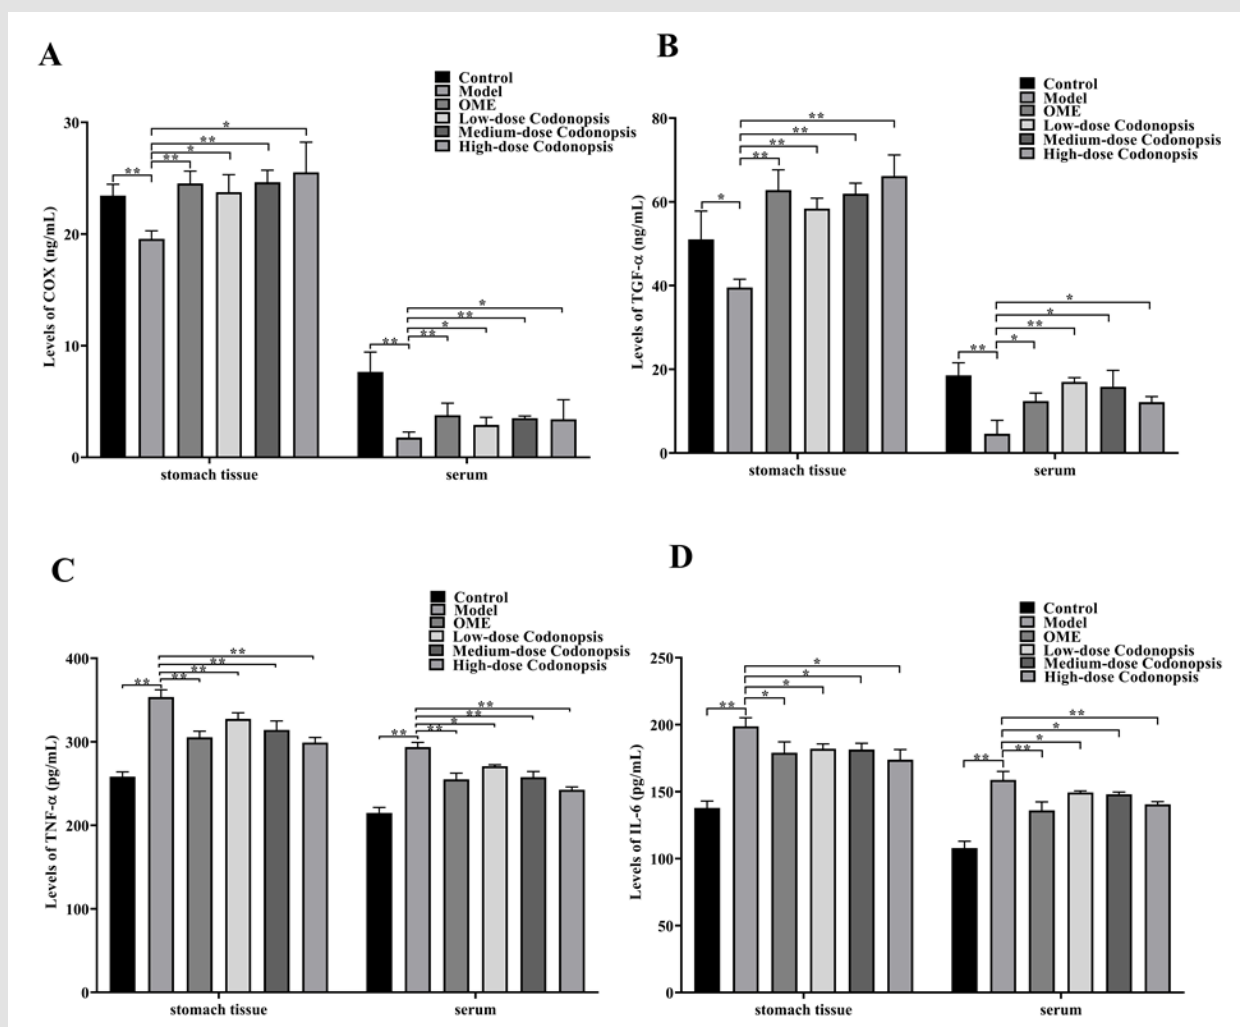 A
Control
Model
OME
Low-dose Codonopsis
Medium-dose Codonopsis
High-dose Codonopsis
Levels of COX (ng/mL)
30
20
10
0
** ** * ** *
** ** * ** *
stomach tissue
serum
B
Control
Model
OME
Low-dose Codonopsis
Medium-dose Codonopsis
High-dose Codonopsis
Levels of TGF-α (ng/mL)
80
60
40
20
0
* ** ** ** **
** * ** * *
stomach tissue
serum
C
Control
Model
OME
Low-dose Codonopsis
Medium-dose Codonopsis
High-dose Codonopsis
Levels of TNF-α (pg/mL)
400
300
200
100
0
** ** ** ** **
** ** * ** **
stomach tissue
serum
D
Control
Model
OME
Low-dose Codonopsis
Medium-dose Codonopsis
High-dose Codonopsis
Levels of IL-6 (pg/mL)
250
200
150
100
50
0
** * * * *
** ** * * **
stomach tissue
serum